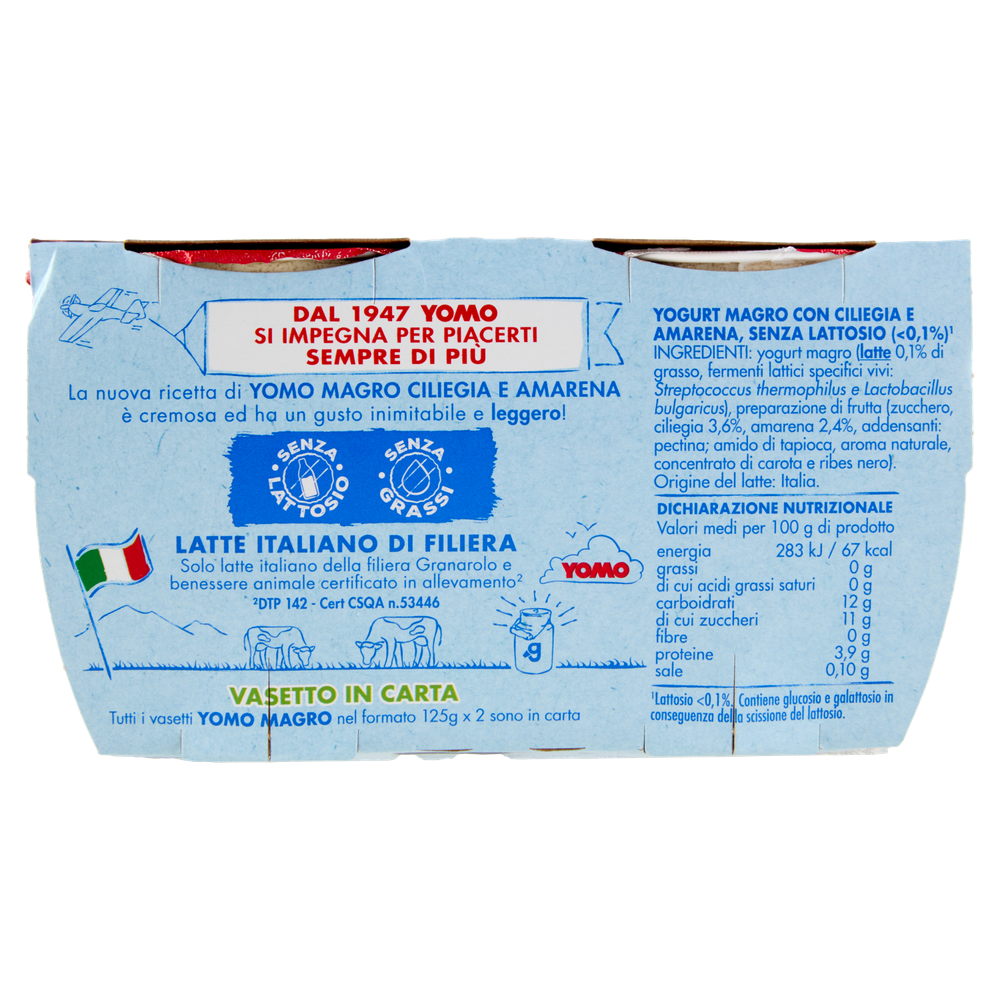 DAL 1947 YOMO
SI IMPEGNA PER PIACERTI
SEMPRE DI PIÙ
La nuova ricetta di YOMO MAGRO CILIEGIA E AMARENA
è cremosa ed ha un gusto inimitabile e leggero!
SENZA LATTOSIO
SENZA GRASSI
LATTE ITALIANO DI FILIERA
Solo latte italiano della filiera Granarolo e
benessere animale certificato in allevamento²
²DTP 142 - Cert CSQA n.53446
YOMO
g
VASETTO IN CARTA
Tutti i vasetti YOMO MAGRO nel formato 125g x 2 sono in carta
YOGURT MAGRO CON CILIEGIA E
AMARENA, SENZA LATTOSIO (<0,1%)¹
INGREDIENTI: yogurt magro (latte 0,1% di
grasso, fermenti lattici specifici vivi:
Streptococcus thermophilus e Lactobacillus
bulgaricus), preparazione di frutta (zucchero,
ciliegia 3,6%, amarena 2,4%, addensanti:
pectina; amido di tapioca, aroma naturale,
concentrato di carota e ribes nero).
Origine del latte: Italia.
DICHIARAZIONE NUTRIZIONALE
Valori medi per 100 g di prodotto
energia 283 kJ / 67 kcal
grassi 0 g
di cui acidi grassi saturi 0 g
carboidrati 12 g
di cui zuccheri 11 g
fibre 0 g
proteine 3,9 g
sale 0,10 g
¹Lattosio <0,1%. Contiene glucosio e galattosio in
conseguenza della scissione del lattosio.